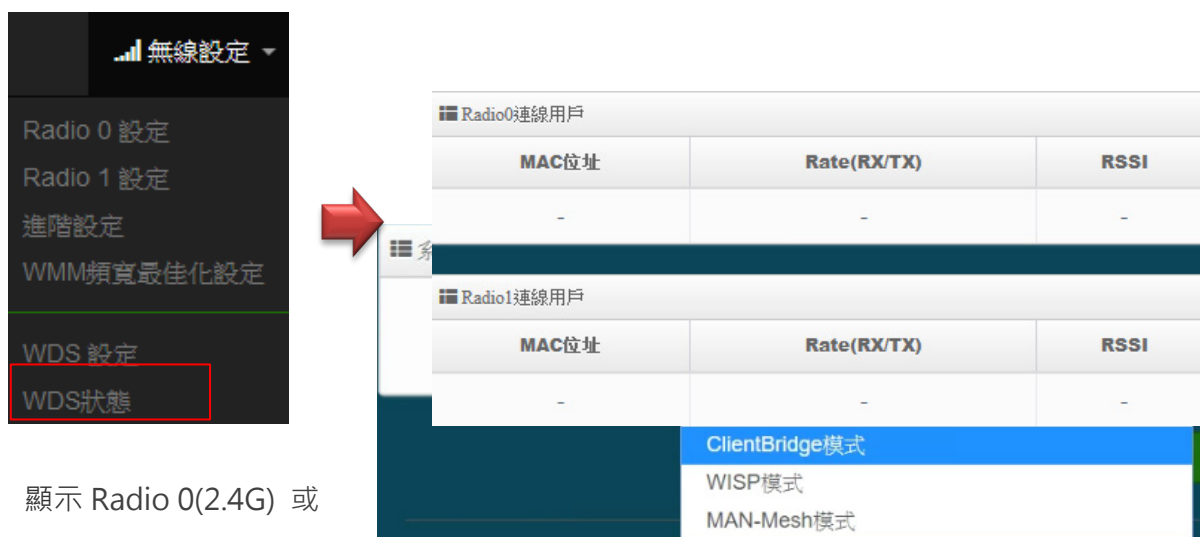 無線設定
Radio 0 設定
Radio 1 設定
進階設定
WMM頻寬最佳化設定
WDS 設定
WDS狀態
Radio0連線用戶
MAC位址 Rate(RX/TX) RSSI
- - -
系
Radio1連線用戶
MAC位址 Rate(RX/TX) RSSI
- - -
ClientBridge模式
WISP模式
MAN-Mesh模式
顯示 Radio 0(2.4G) 或